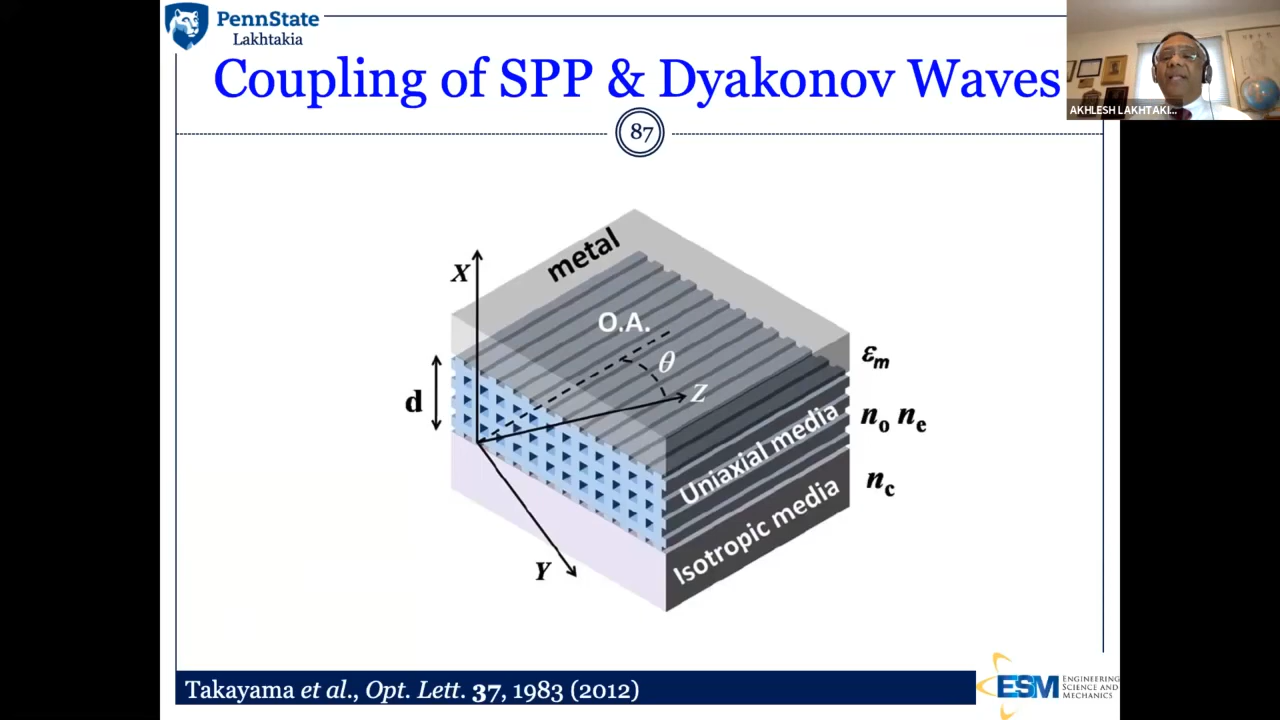 PennState
Lakhtakia
Coupling of SPP & Dyakonov Waves
AKHLESH LAKHTAKI...
87
metal
X
O.A.
θ
Z
εm
d
no ne
Uniaxial media
nc
Isotropic media
Y
Takayama et al., Opt. Lett. 37, 1983 (2012)
ESM ENGINEERING
SCIENCE AND
MECHANICS